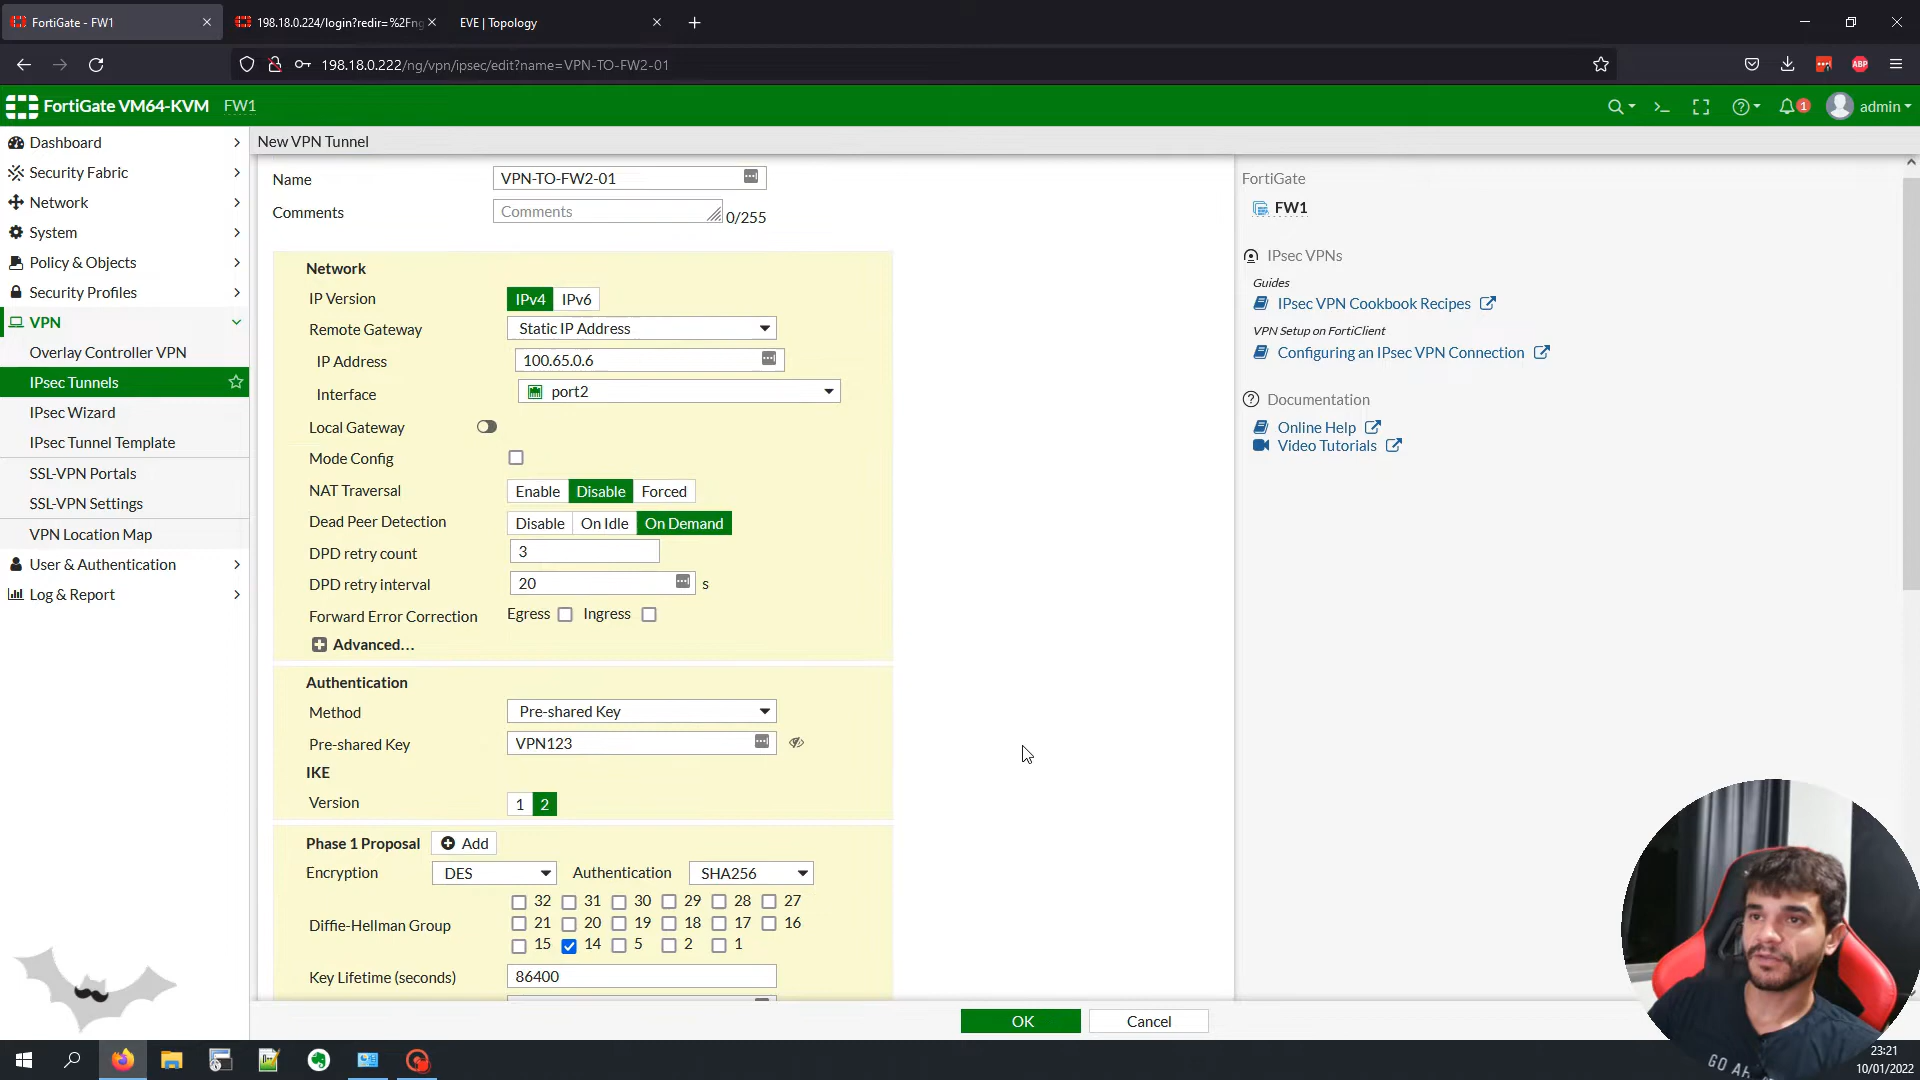 FortiGate - FW1
198.18.0.224/login?redir=%2Fng
EVE | Topology
198.18.0.222/ng/vpn/ipsec/edit?name=VPN-TO-FW2-01
ABP
FortiGate VM64-KVM FW1
1 admin
Dashboard
Security Fabric
Network
System
Policy & Objects
Security Profiles
VPN
Overlay Controller VPN
IPsec Tunnels
IPsec Wizard
IPsec Tunnel Template
SSL-VPN Portals
SSL-VPN Settings
VPN Location Map
User & Authentication
Log & Report
New VPN Tunnel
Name VPN-TO-FW2-01
Comments Comments 0/255
Network
IP Version IPv4 IPv6
Remote Gateway Static IP Address
IP Address 100.65.0.6
Interface port2
Local Gateway
Mode Config
NAT Traversal Enable Disable Forced
Dead Peer Detection Disable On Idle On Demand
DPD retry count 3
DPD retry interval 20 s
Forward Error Correction Egress Ingress
Advanced...
Authentication
Method Pre-shared Key
Pre-shared Key VPN123
IKE
Version 1 2
Phase 1 Proposal Add
Encryption DES Authentication SHA256
Diffie-Hellman Group
32 31 30 29 28 27
21 20 19 18 17 16
15 14 5 2 1
Key Lifetime (seconds) 86400
OK Cancel
FortiGate
FW1
IPsec VPNs
Guides
IPsec VPN Cookbook Recipes
VPN Setup on FortiClient
Configuring an IPsec VPN Connection
Documentation
Online Help
Video Tutorials
23:21
10/01/2022